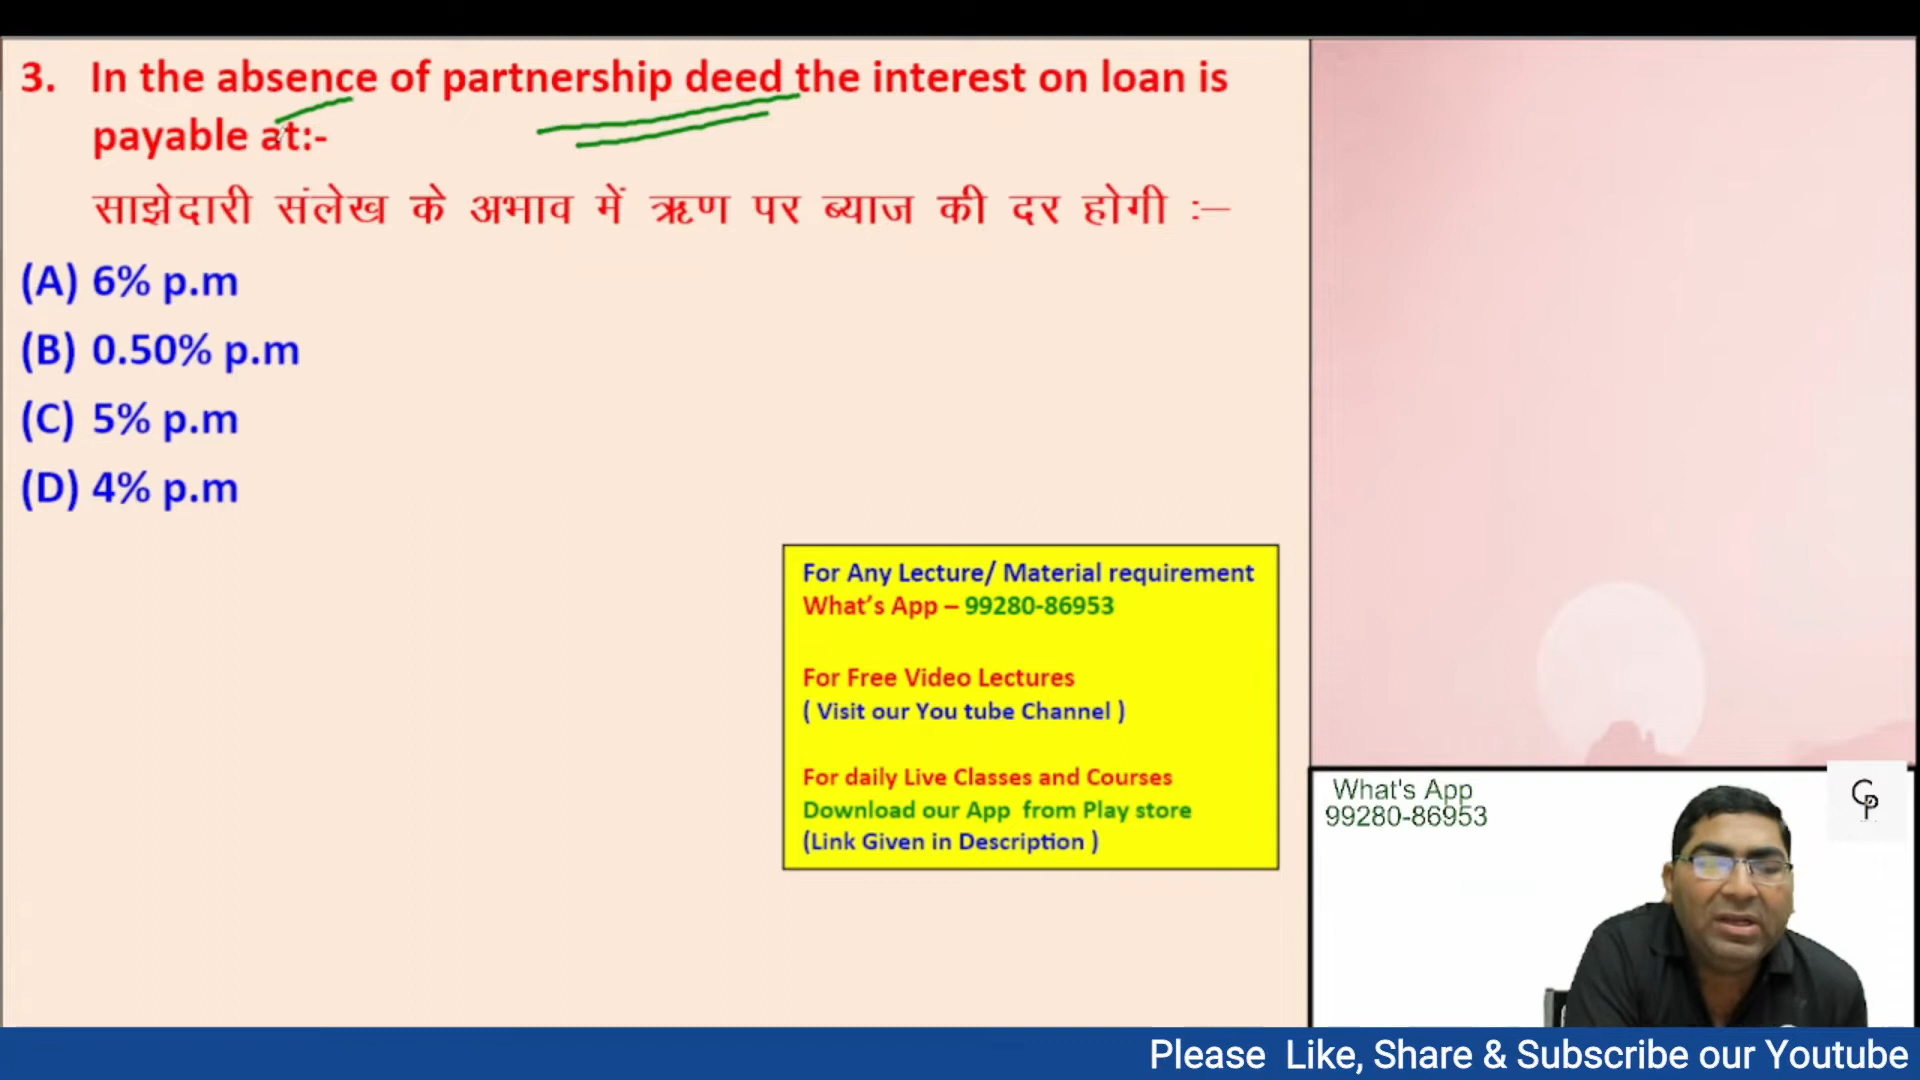 3. In the absence of partnership deed the interest on loan is
payable at:-
साझेदारी संलेख के अभाव में ऋण पर ब्याज की दर होगी :–
(A) 6% p.m
(B) 0.50% p.m
(C) 5% p.m
(D) 4% p.m
For Any Lecture/ Material requirement
What’s App – 99280-86953
For Free Video Lectures
( Visit our You tube Channel )
For daily Live Classes and Courses
Download our App from Play store
(Link Given in Description )
What's App
99280-86953
CP
Please Like, Share & Subscribe our Youtube